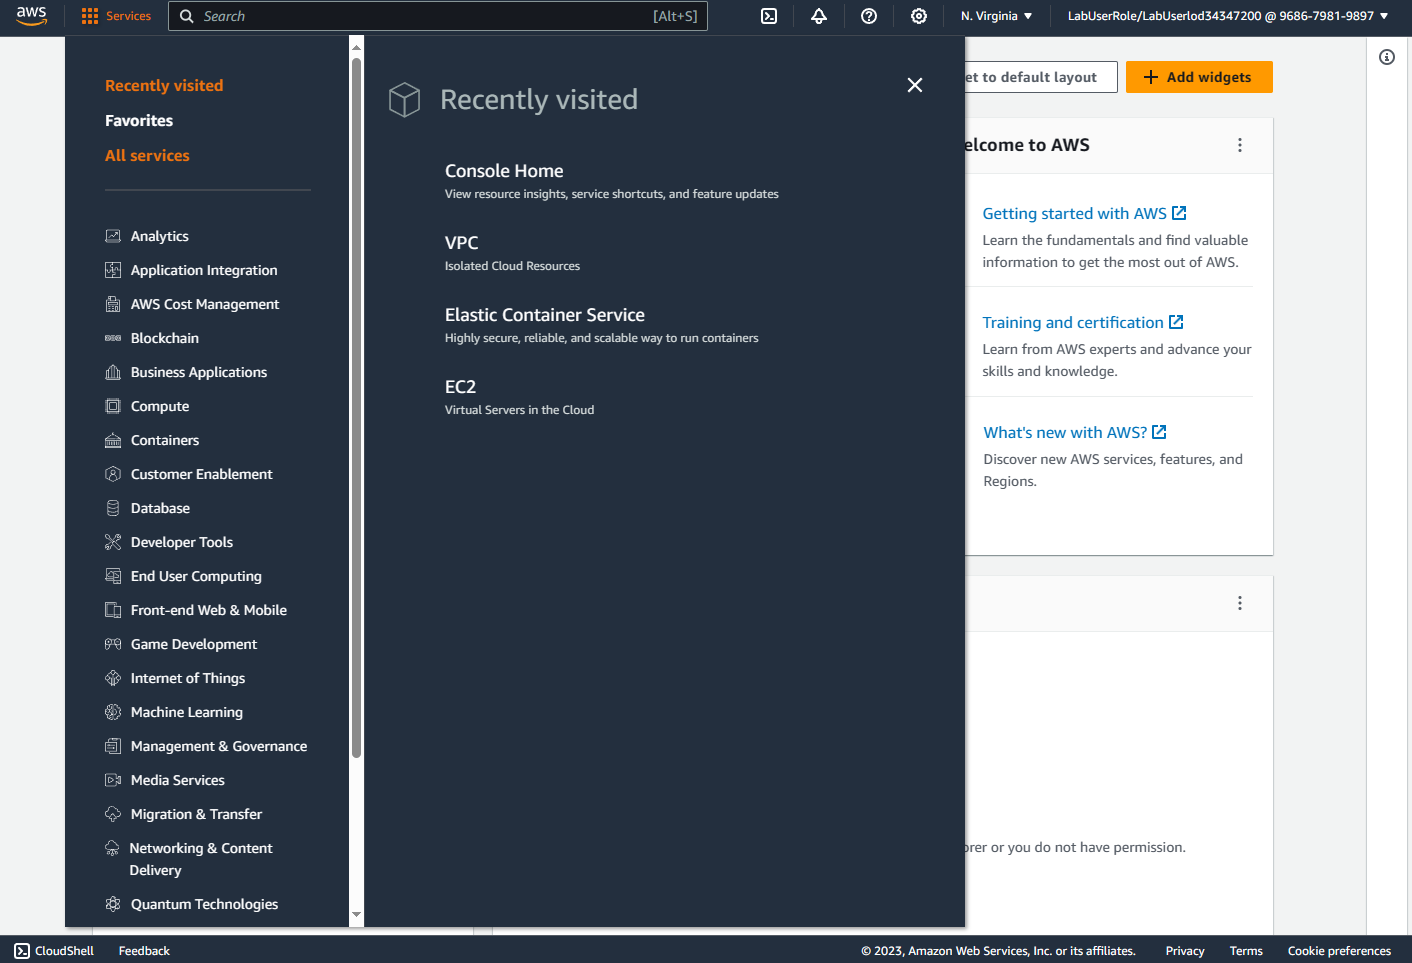 aws
Services
Search
[Alt+S]
N. Virginia
LabUserRole/LabUserlod34347200 @ 9686-7981-9897
Recently visited
Favorites
All services
Analytics
Application Integration
AWS Cost Management
Blockchain
Business Applications
Compute
Containers
Customer Enablement
Database
Developer Tools
End User Computing
Front-end Web & Mobile
Game Development
Internet of Things
Machine Learning
Management & Governance
Media Services
Migration & Transfer
Networking & Content
Delivery
Quantum Technologies
Recently visited
Console Home
View resource insights, service shortcuts, and feature updates
VPC
Isolated Cloud Resources
Elastic Container Service
Highly secure, reliable, and scalable way to run containers
EC2
Virtual Servers in the Cloud
et to default layout
Add widgets
elcome to AWS
Getting started with AWS
Learn the fundamentals and find valuable
information to get the most out of AWS.
Training and certification
Learn from AWS experts and advance your
skills and knowledge.
What's new with AWS?
Discover new AWS services, features, and
Regions.
orer or you do not have permission.
CloudShell
Feedback
© 2023, Amazon Web Services, Inc. or its affiliates.
Privacy
Terms
Cookie preferences